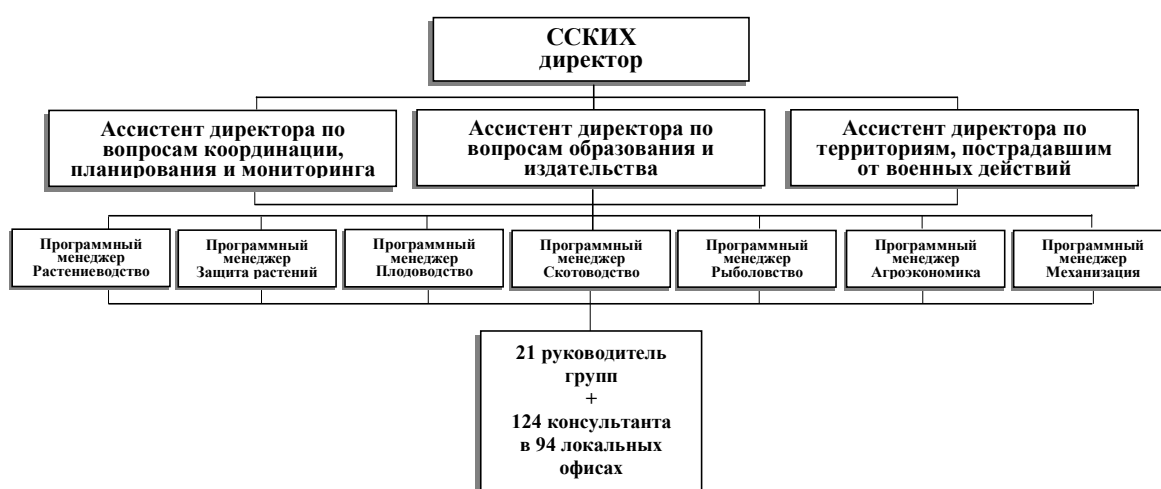 ССКИХ
директор
Ассистент директора по
вопросам координации,
планирования и мониторинга
Ассистент директора по
вопросам образования и
издательства
Ассистент директора по
территориям, пострадавшим
от военных действий
Программный
менеджер
Растениеводство
Программный
менеджер
Защита растений
Программный
менеджер
Плодоводство
Программный
менеджер
Скотоводство
Программный
менеджер
Рыболовство
Программный
менеджер
Агроэкономика
Программный
менеджер
Механизация
21 руководитель
групп
+
124 консультанта
в 94 локальных
офисах